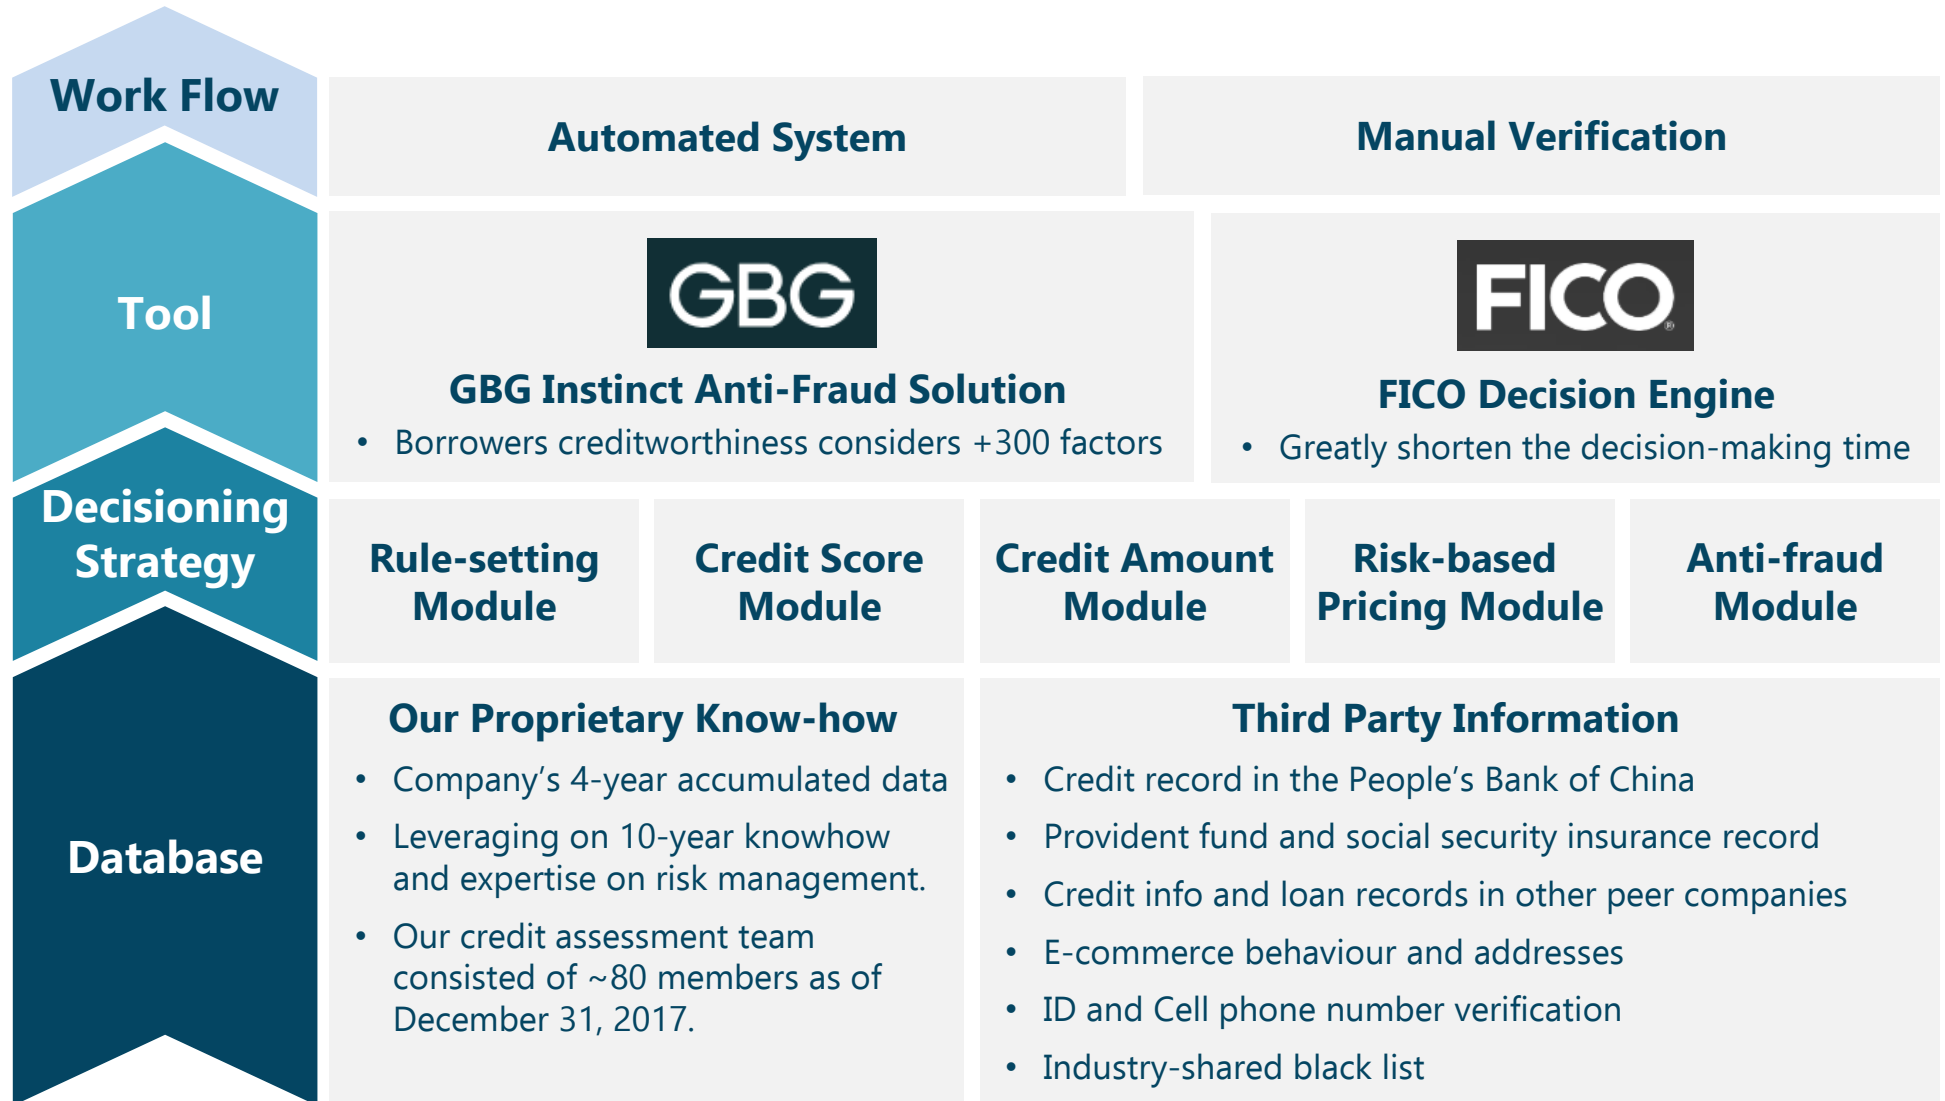 Work Flow
Automated System
Manual Verification
Tool
GBG
GBG Instinct Anti-Fraud Solution
• Borrowers creditworthiness considers +300 factors
FICO®
FICO Decision Engine
• Greatly shorten the decision-making time
Decisioning
Strategy
Rule-setting
Module
Credit Score
Module
Credit Amount
Module
Risk-based
Pricing Module
Anti-fraud
Module
Database
Our Proprietary Know-how
• Company’s 4-year accumulated data
• Leveraging on 10-year knowhow
and expertise on risk management.
• Our credit assessment team
consisted of ~80 members as of
December 31, 2017.
Third Party Information
• Credit record in the People’s Bank of China
• Provident fund and social security insurance record
• Credit info and loan records in other peer companies
• E-commerce behaviour and addresses
• ID and Cell phone number verification
• Industry-shared black list